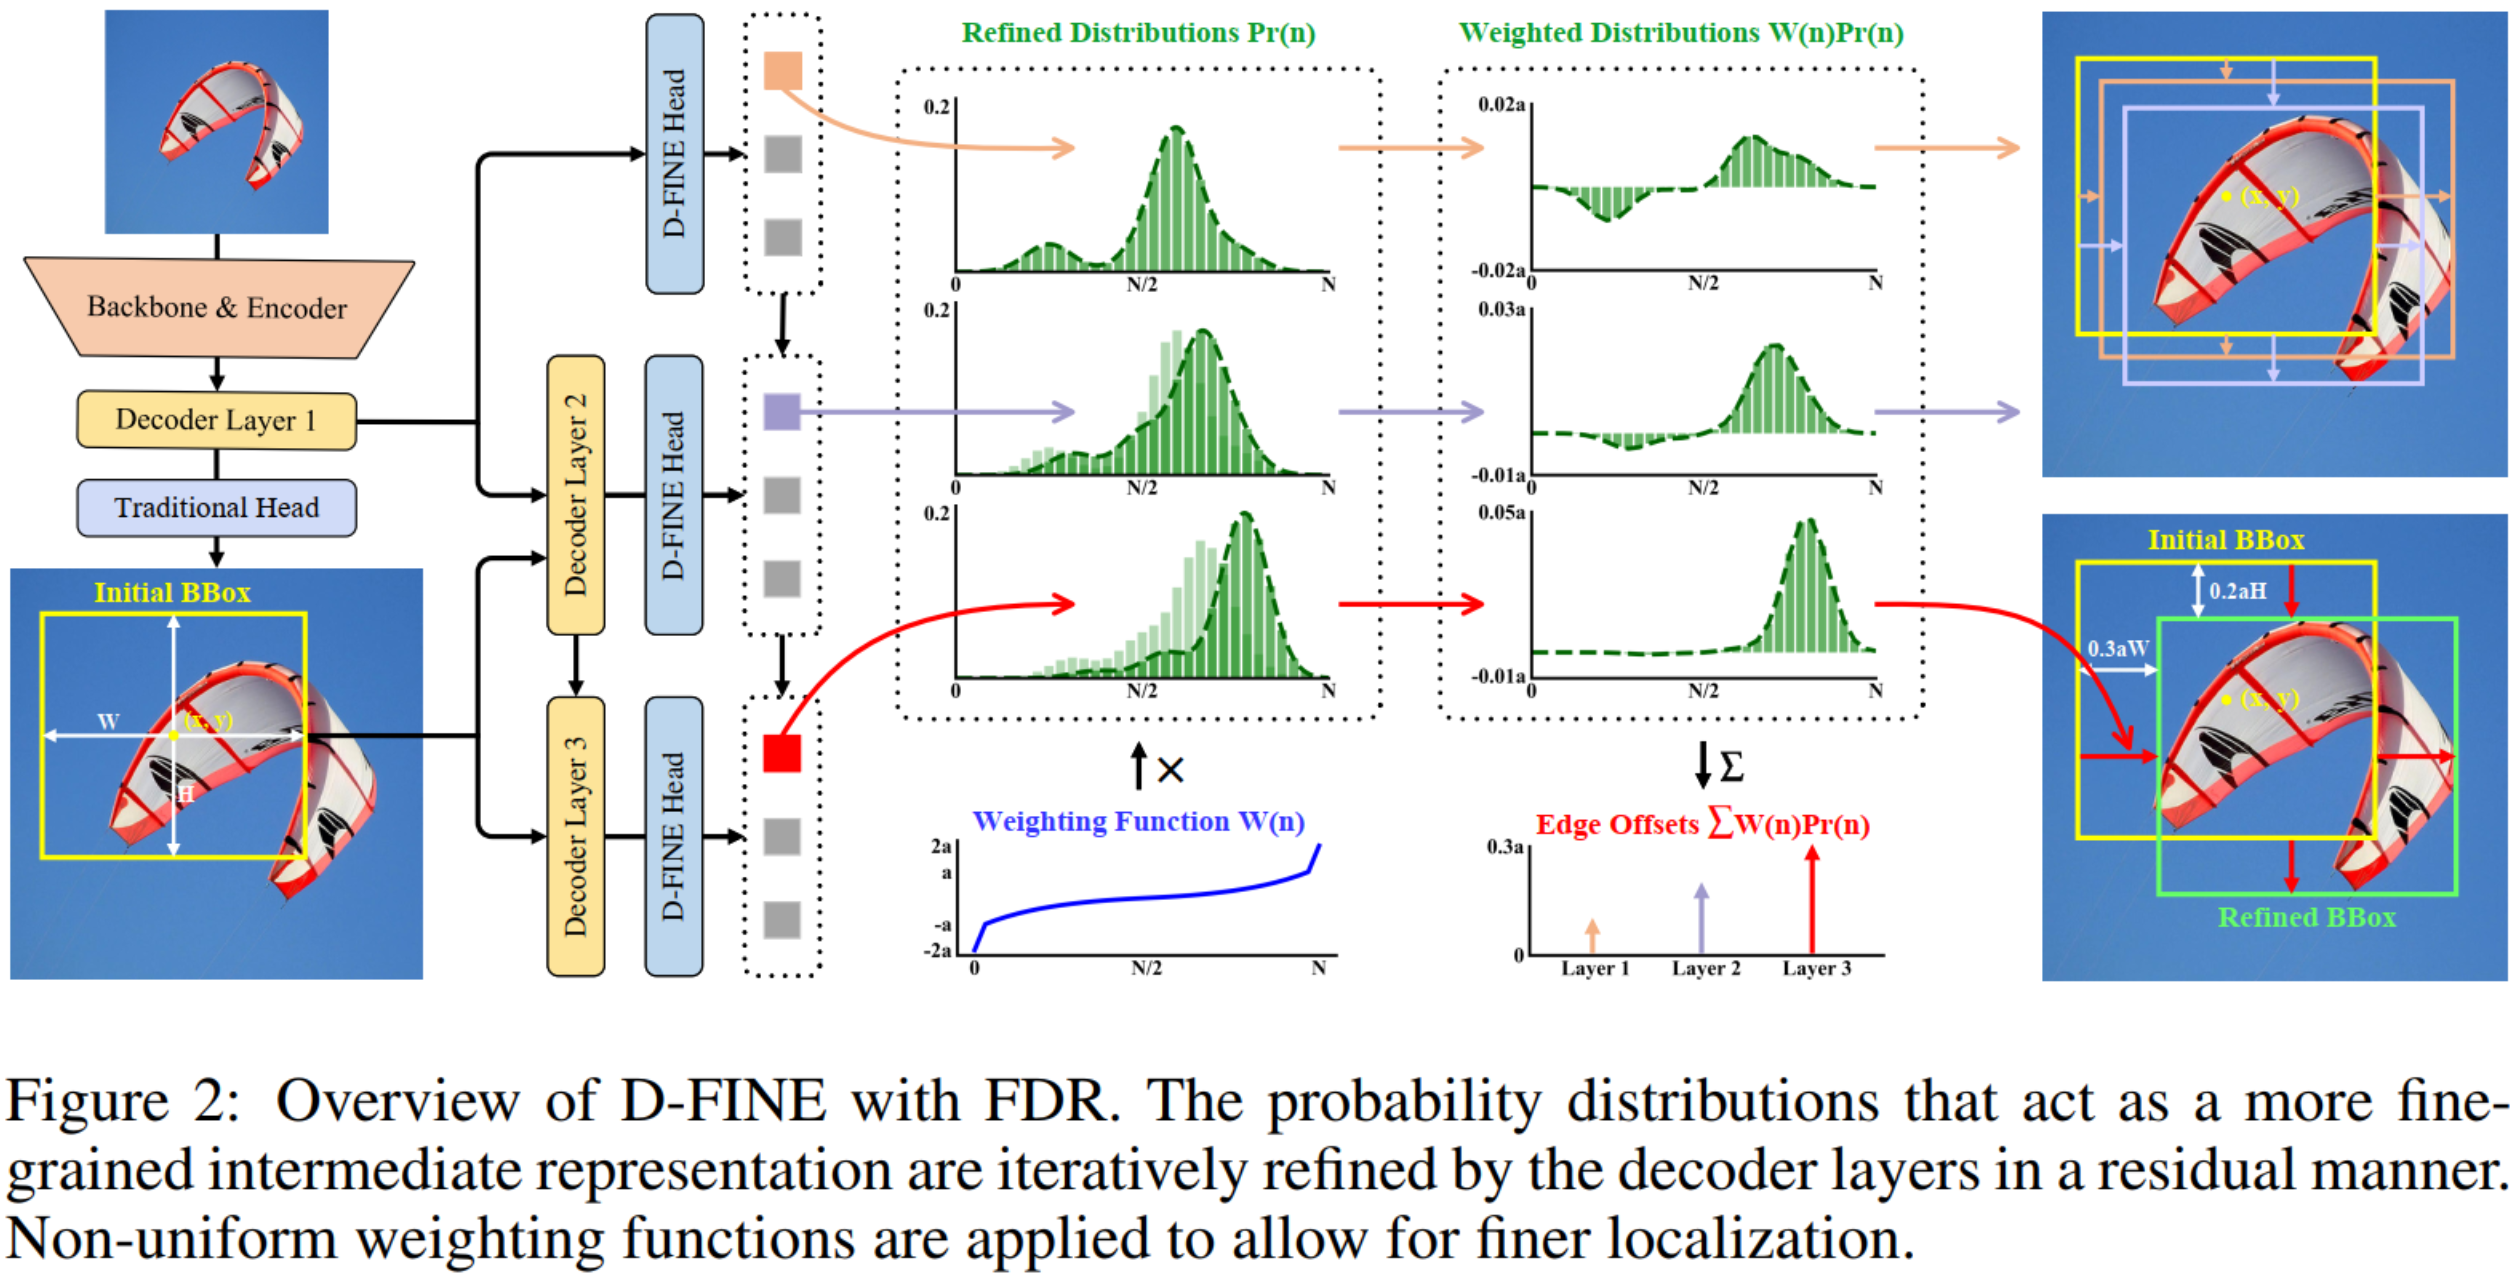 Backbone & Encoder
Decoder Layer 1
Traditional Head
Initial BBox
W
(x, y)
H
D-FINE Head
Decoder Layer 2
D-FINE Head
Decoder Layer 3
D-FINE Head
Refined Distributions Pr(n)
0.2
0 N/2 N
0.2
0 N/2 N
0.2
0 N/2 N
×
Weighting Function W(n)
2a
a
-a
-2a
0 N/2 N
Weighted Distributions W(n)Pr(n)
0.02a
-0.02a
0 N/2 N
0.03a
-0.01a
0 N/2 N
0.05a
-0.01a
0 N/2 N
Σ
Edge Offsets ∑W(n)Pr(n)
0.3a
0
Layer 1 Layer 2 Layer 3
(x, y)
Initial BBox
0.2aH
0.3aW
(x, y)
Refined BBox
Figure 2: Overview of D-FINE with FDR. The probability distributions that act as a more fine-
grained intermediate representation are iteratively refined by the decoder layers in a residual manner.
Non-uniform weighting functions are applied to allow for finer localization.